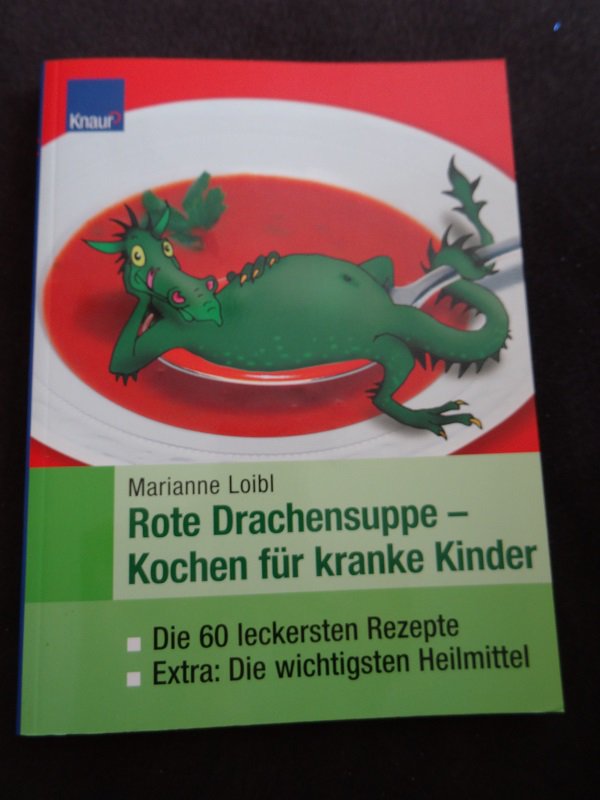 Knaur
Marianne Loibl
Rote Drachensuppe –
Kochen für kranke Kinder
Die 60 leckersten Rezepte
Extra: Die wichtigsten Heilmittel